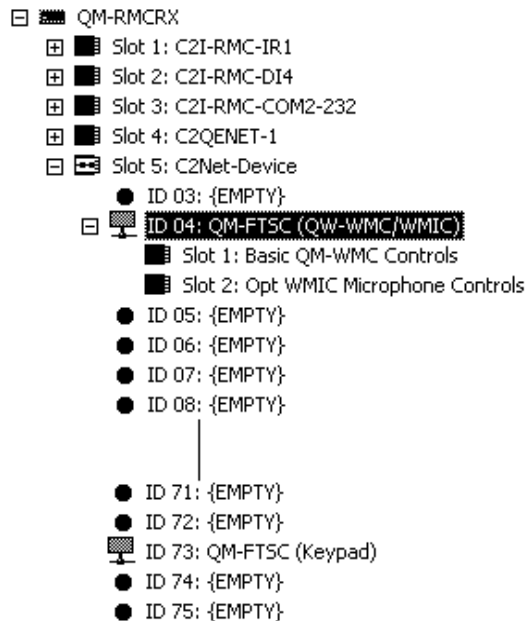 QM-RMCRX
Slot 1: C2I-RMC-IR1
Slot 2: C2I-RMC-DI4
Slot 3: C2I-RMC-COM2-232
Slot 4: C2QENET-1
Slot 5: C2Net-Device
ID 03: {EMPTY}
ID 04: QM-FTSC (QW-WMC/WMIC)
Slot 1: Basic QM-WMC Controls
Slot 2: Opt WMIC Microphone Controls
ID 05: {EMPTY}
ID 06: {EMPTY}
ID 07: {EMPTY}
ID 08: {EMPTY}
ID 71: {EMPTY}
ID 72: {EMPTY}
ID 73: QM-FTSC (Keypad)
ID 74: {EMPTY}
ID 75: {EMPTY}